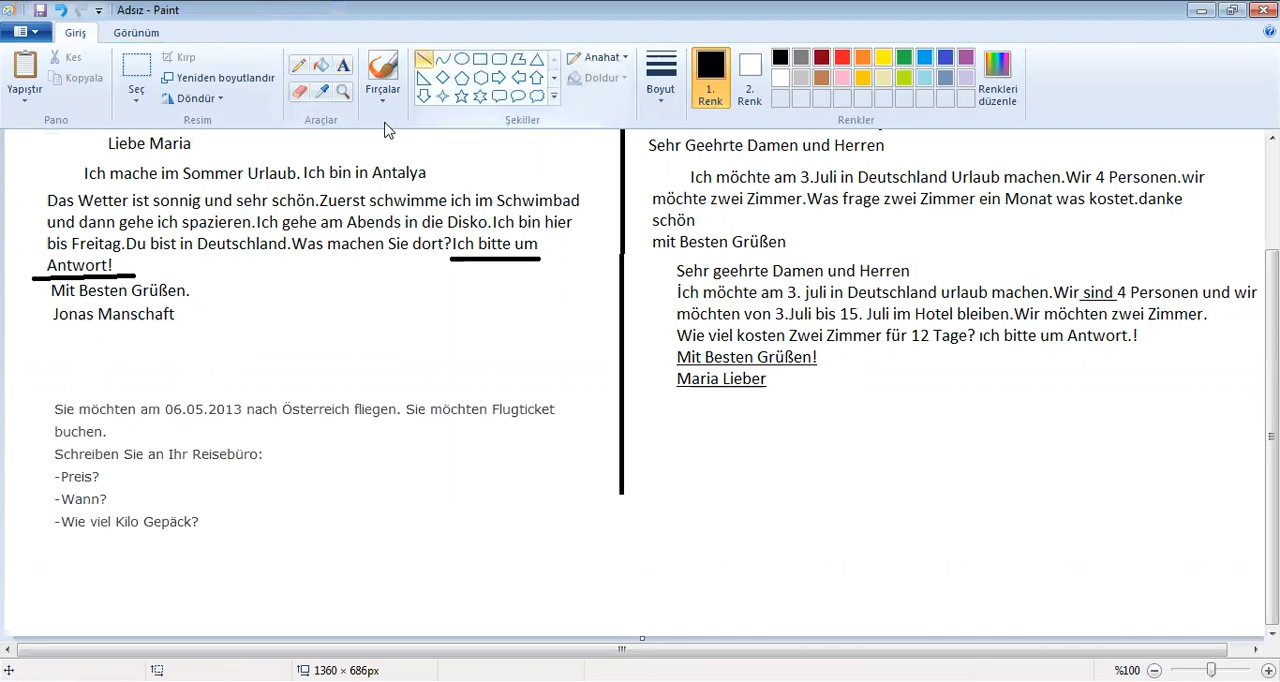 Adsız - Paint
Giriş
Görünüm
Yapıştır
Kes
Kopyala
Pano
Seç
Kırp
Yeniden boyutlandır
Döndür
Resim
Araçlar
Fırçalar
Şekiller
Anahat
Doldur
Boyut
1. Renk
2. Renk
Renkleri düzenle
Renkler
Liebe Maria
Ich mache im Sommer Urlaub. Ich bin in Antalya
Das Wetter ist sonnig und sehr schön.Zuerst schwimme ich im Schwimbad
und dann gehe ich spazieren.Ich gehe am Abends in die Disko.Ich bin hier
bis Freitag.Du bist in Deutschland.Was machen Sie dort?Ich bitte um
Antwort!
Mit Besten Grüßen.
Jonas Manschaft
Sie möchten am 06.05.2013 nach Österreich fliegen. Sie möchten Flugticket
buchen.
Schreiben Sie an Ihr Reisebüro:
-Preis?
-Wann?
-Wie viel Kilo Gepäck?
Sehr Geehrte Damen und Herren
Ich möchte am 3.Juli in Deutschland Urlaub machen.Wir 4 Personen.wir
möchte zwei Zimmer.Was frage zwei Zimmer ein Monat was kostet.danke
schön
mit Besten Grüßen
Sehr geehrte Damen und Herren
İch möchte am 3. juli in Deutschland urlaub machen.Wir sind 4 Personen und wir
möchten von 3.Juli bis 15. Juli im Hotel bleiben.Wir möchten zwei Zimmer.
Wie viel kosten Zwei Zimmer für 12 Tage? ıch bitte um Antwort.!
Mit Besten Grüßen!
Maria Lieber
1360 × 686px
%100